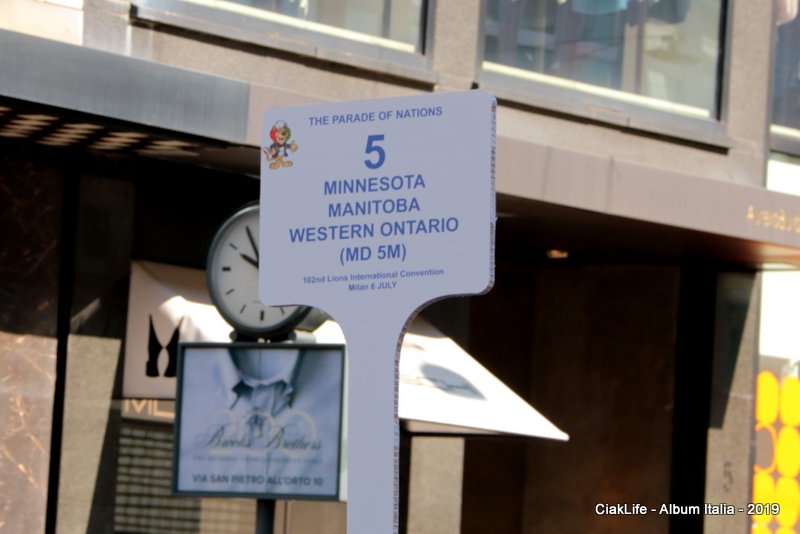 THE PARADE OF NATIONS
5
MINNESOTA
MANITOBA
WESTERN ONTARIO
(MD 5M)
102nd Lions International Convention
Milan 6 JULY
Brooks Brothers
VIA SAN PIETRO ALL'ORTO 10
5
CiakLife - Album Italia - 2019